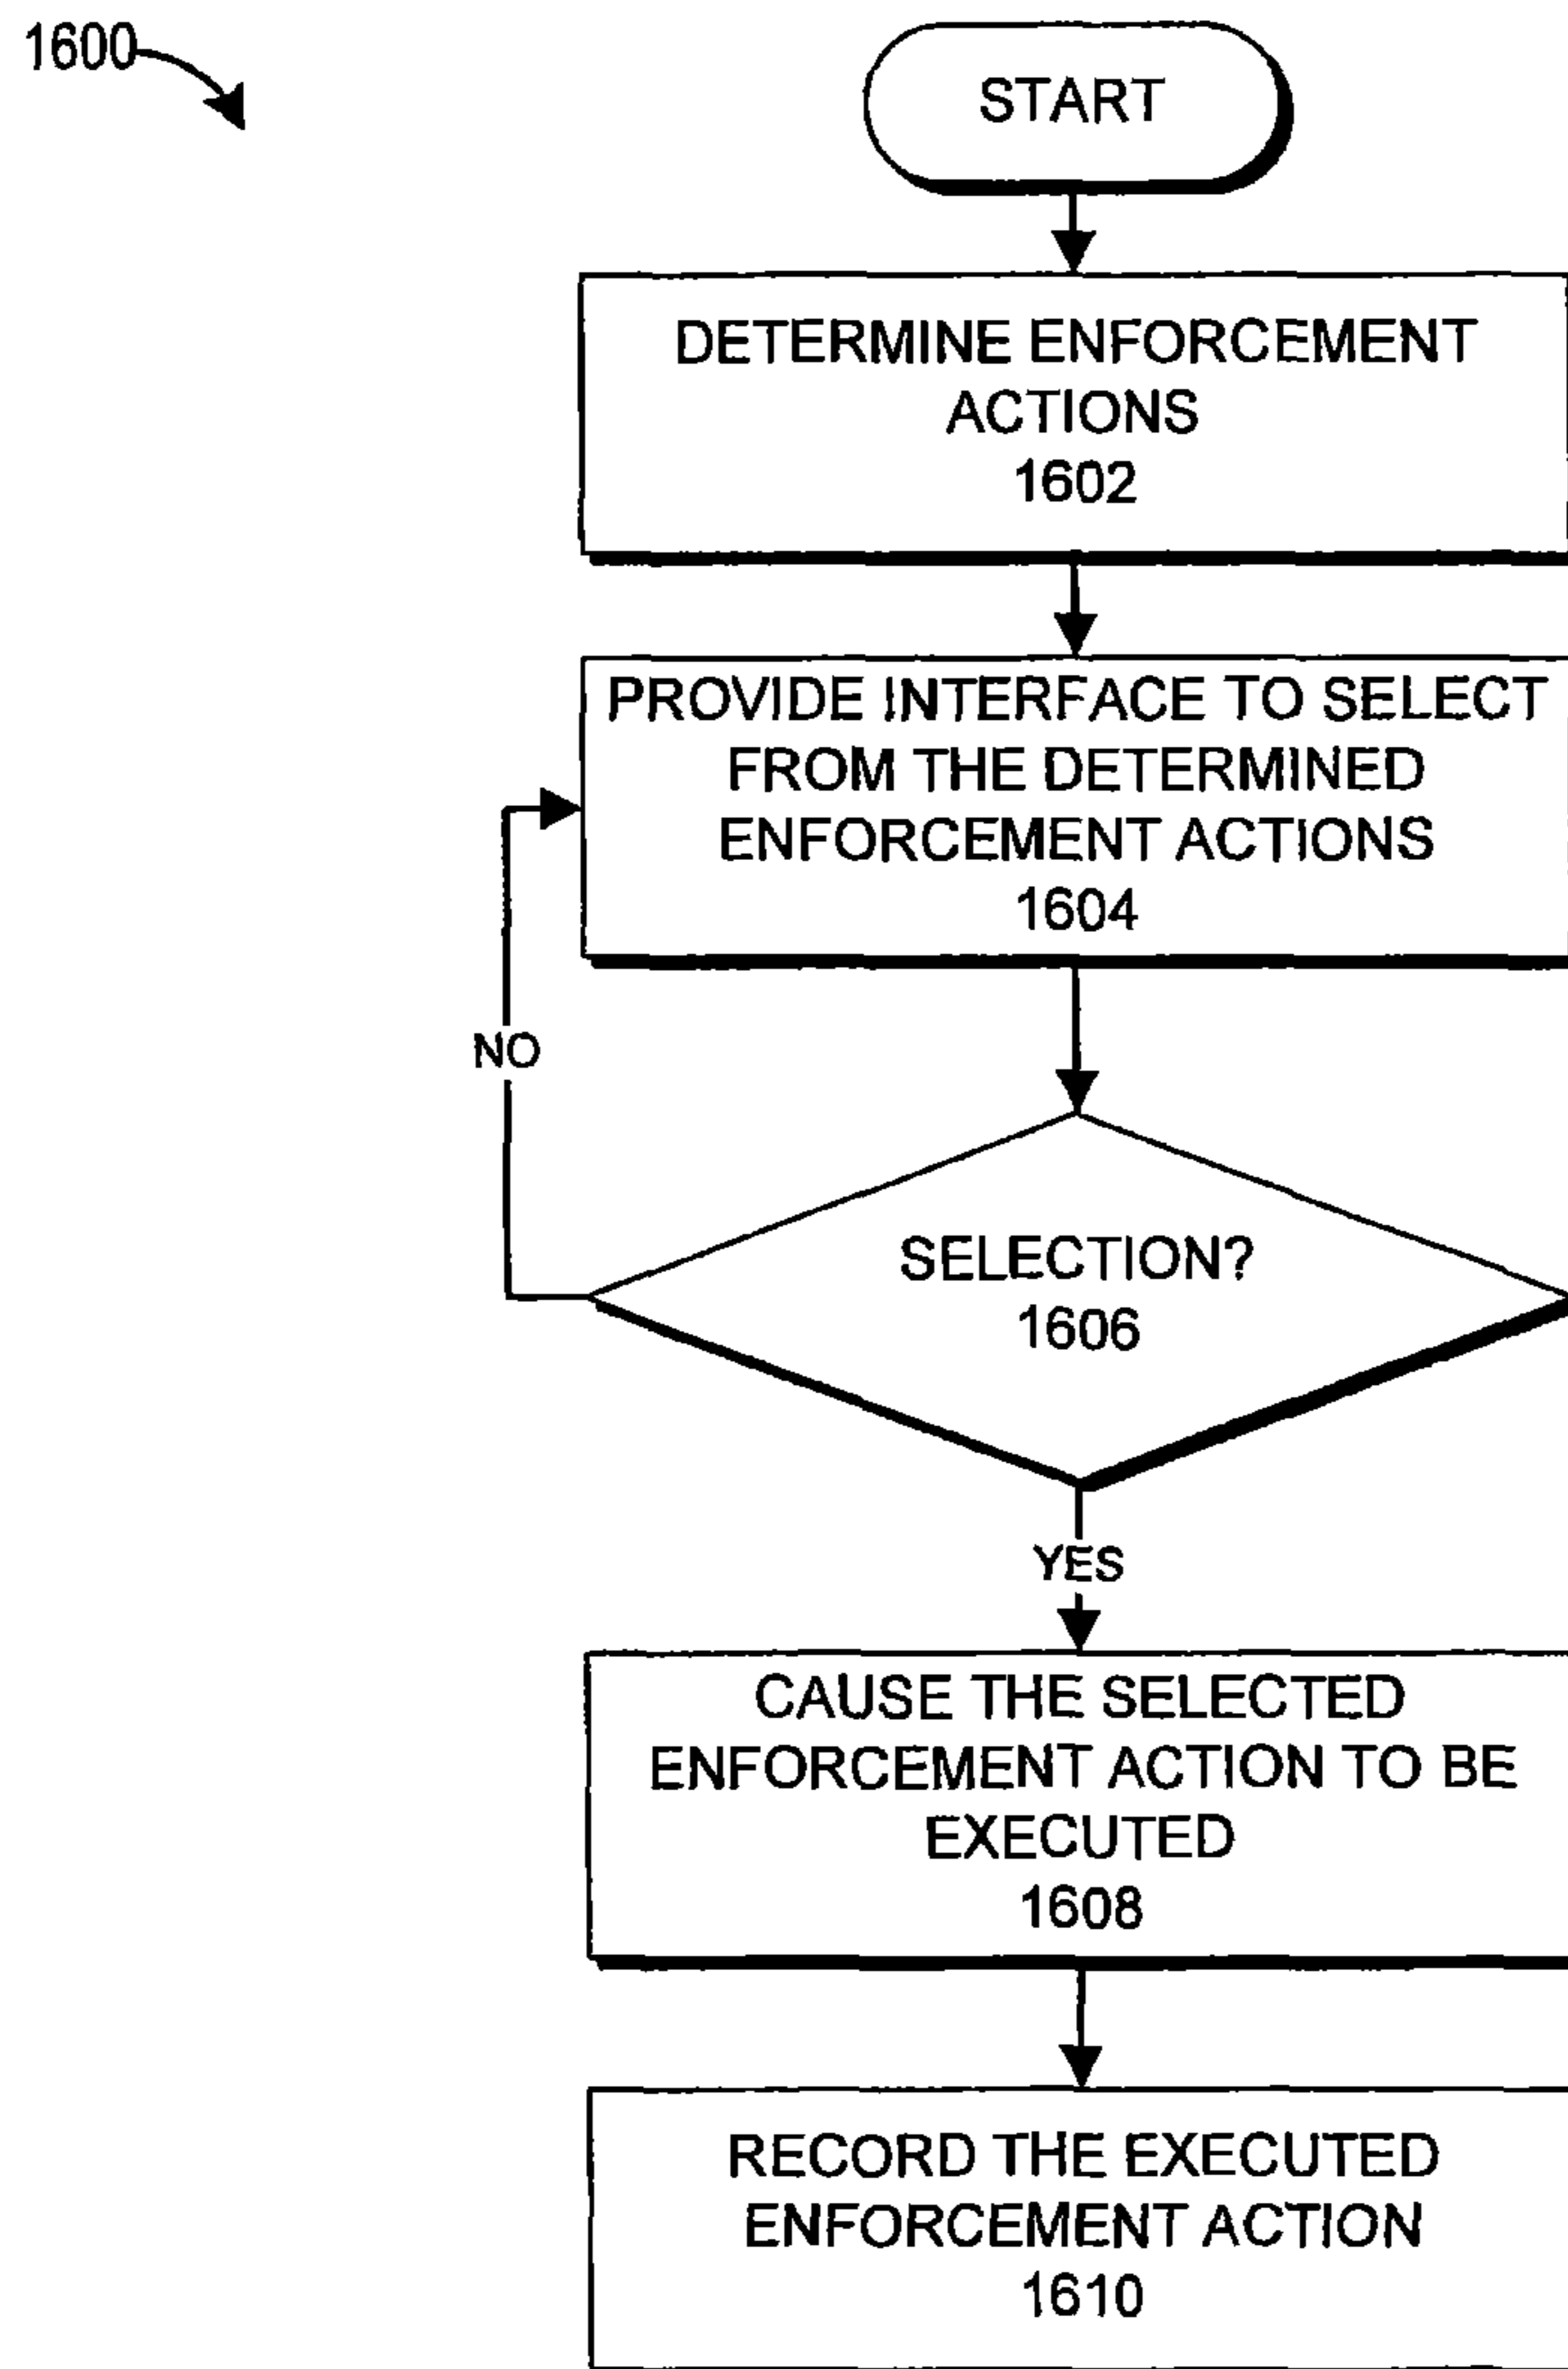 1600
START
DETERMINE ENFORCEMENT
ACTIONS
1602
PROVIDE INTERFACE TO SELECT
FROM THE DETERMINED
ENFORCEMENT ACTIONS
1604
NO
SELECTION?
1606
YES
CAUSE THE SELECTED
ENFORCEMENT ACTION TO BE
EXECUTED
1608
RECORD THE EXECUTED
ENFORCEMENT ACTION
1610